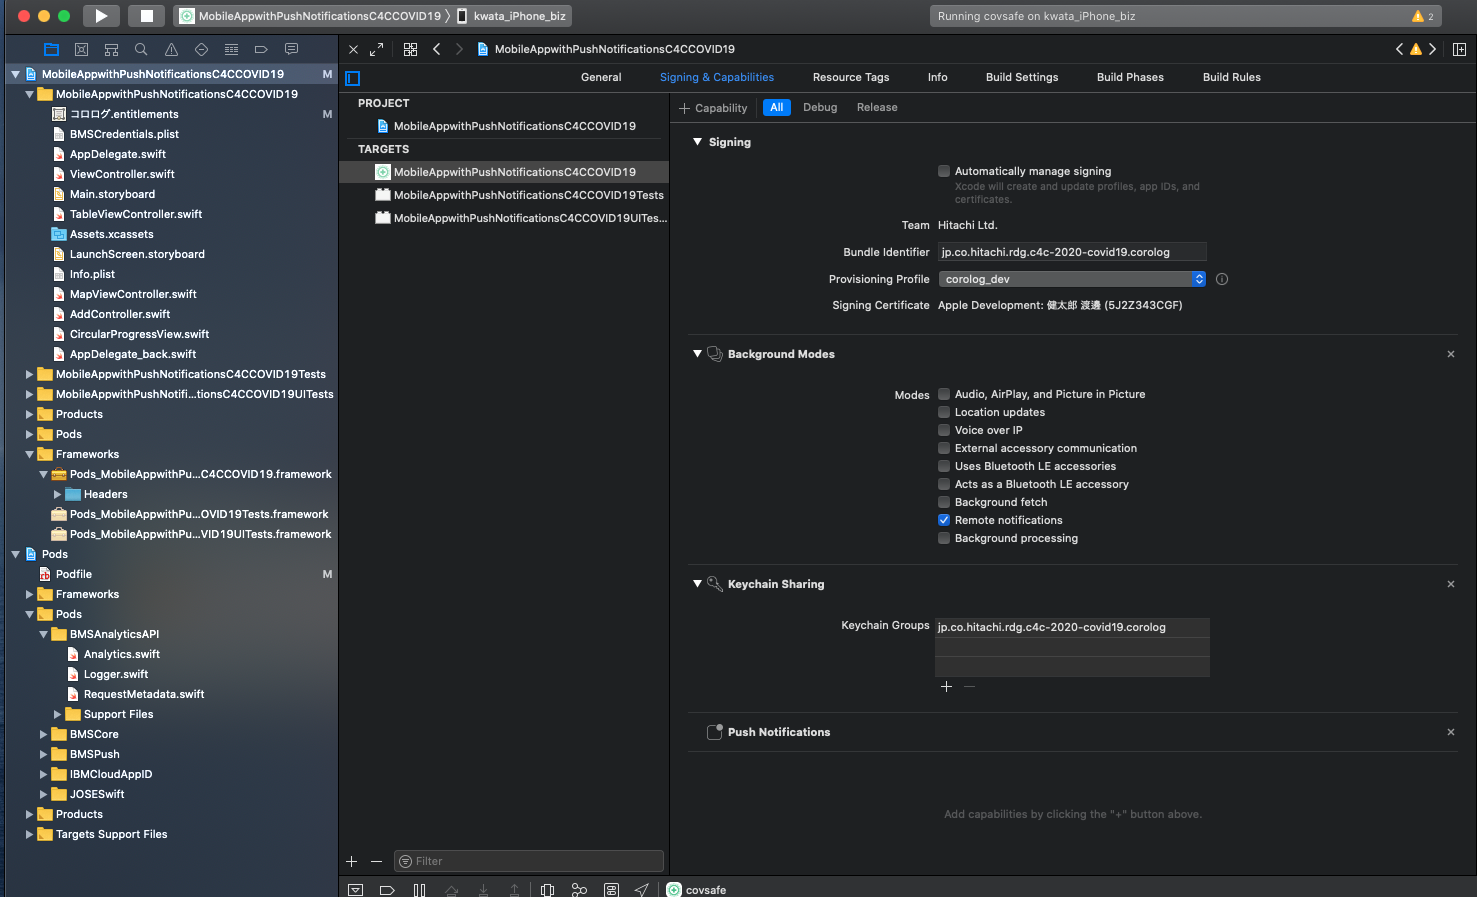 MobileAppwithPushNotificationsC4CCOVID19 〉 kwata_iPhone_biz
Running covsafe on kwata_iPhone_biz
2
MobileAppwithPushNotificationsC4CCOVID19 M
MobileAppwithPushNotificationsC4CCOVID19
コロログ.entitlements M
BMSCredentials.plist
AppDelegate.swift
ViewController.swift
Main.storyboard
TableViewController.swift
Assets.xcassets
LaunchScreen.storyboard
Info.plist
MapViewController.swift
AddController.swift
CircularProgressView.swift
AppDelegate_back.swift
MobileAppwithPushNotificationsC4CCOVID19Tests
MobileAppwithPushNotifi...tionsC4CCOVID19UITests
Products
Pods
Frameworks
Pods_MobileAppwithPu...C4CCOVID19.framework
Headers
Pods_MobileAppwithPu...OVID19Tests.framework
Pods_MobileAppwithPu...VID19UITests.framework
Pods
Podfile M
Frameworks
Pods
BMSAnalyticsAPI
Analytics.swift
Logger.swift
RequestMetadata.swift
Support Files
BMSCore
BMSPush
IBMCloudAppID
JOSESwift
Products
Targets Support Files
MobileAppwithPushNotificationsC4CCOVID19
General Signing & Capabilities Resource Tags Info Build Settings Build Phases Build Rules
PROJECT
MobileAppwithPushNotificationsC4CCOVID19
TARGETS
MobileAppwithPushNotificationsC4CCOVID19
MobileAppwithPushNotificationsC4CCOVID19Tests
MobileAppwithPushNotificationsC4CCOVID19UITes...
Filter
+ Capability All Debug Release
Signing
Automatically manage signing
Xcode will create and update profiles, app IDs, and
certificates.
Team Hitachi Ltd.
Bundle Identifier jp.co.hitachi.rdg.c4c-2020-covid19.corolog
Provisioning Profile corolog_dev
Signing Certificate Apple Development: 健太郎 渡邊 (5J2Z343CGF)
Background Modes
Modes Audio, AirPlay, and Picture in Picture
Location updates
Voice over IP
External accessory communication
Uses Bluetooth LE accessories
Acts as a Bluetooth LE accessory
Background fetch
Remote notifications
Background processing
Keychain Sharing
Keychain Groups jp.co.hitachi.rdg.c4c-2020-covid19.corolog
Push Notifications
Add capabilities by clicking the "+" button above.
covsafe